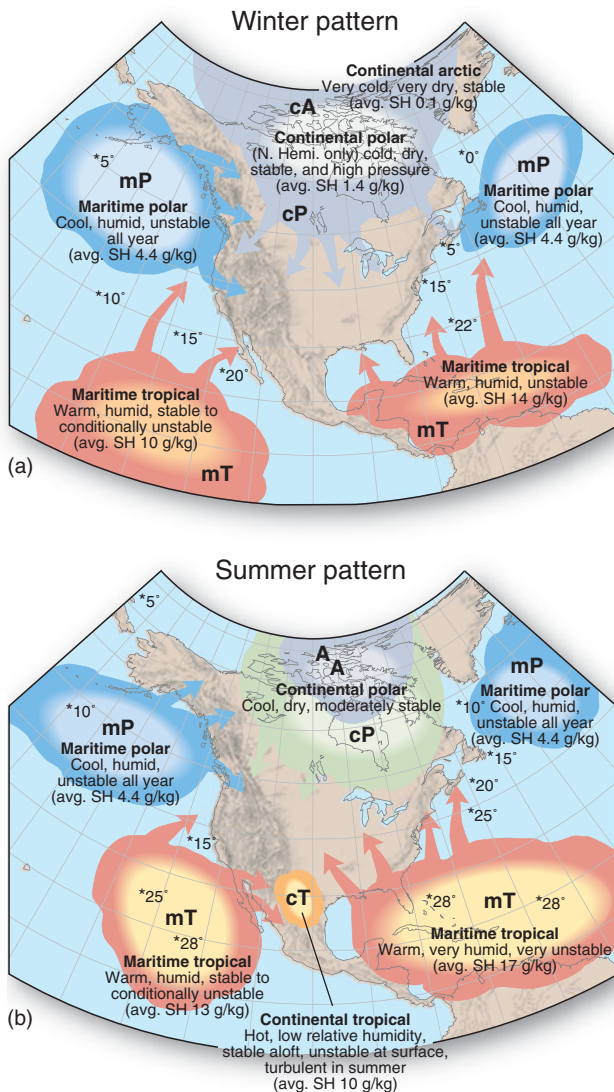 Winter pattern
Continental arctic
Very cold, very dry, stable
(avg. SH 0.1 g/kg)
cA
Continental polar
(N. Hemi. only) cold, dry,
stable, and high pressure
(avg. SH 1.4 g/kg)
cP
*5°
mP
Maritime polar
Cool, humid, unstable
all year
(avg. SH 4.4 g/kg)
*0°
mP
Maritime polar
Cool, humid,
unstable all year
(avg. SH 4.4 g/kg)
*5°
*10°
*15°
*15°
*22°
*20°
Maritime tropical
Warm, humid, stable to
conditionally unstable
(avg. SH 10 g/kg)
mT
Maritime tropical
Warm, humid, unstable
(avg. SH 14 g/kg)
mT
(a)
Summer pattern
*5°
A
A
Continental polar
Cool, dry, moderately stable
cP
*10°
mP
Maritime polar
Cool, humid,
unstable all year
(avg. SH 4.4 g/kg)
mP
Maritime polar
*10°
Cool, humid,
unstable all year
(avg. SH 4.4 g/kg)
*15°
*20°
*25°
*15°
*25°
mT
*28°
Maritime tropical
Warm, humid, stable to
conditionally unstable
(avg. SH 13 g/kg)
cT
*28°
mT
*28°
Maritime tropical
Warm, very humid, very unstable
(avg. SH 17 g/kg)
Continental tropical
Hot, low relative humidity,
stable aloft, unstable at surface,
turbulent in summer
(avg. SH 10 g/kg)
(b)